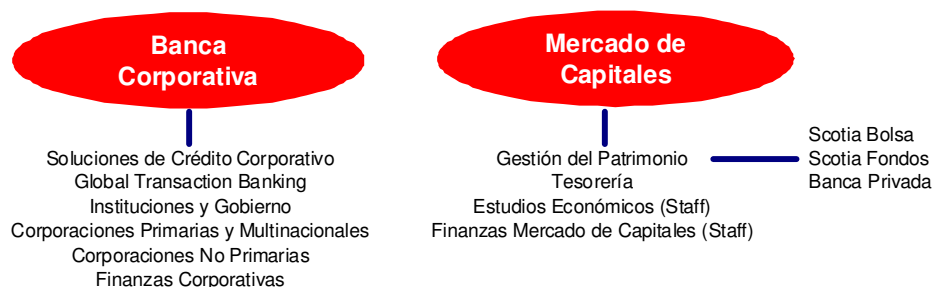 Banca
Corporativa
Soluciones de Crédito Corporativo
Global Transaction Banking
Instituciones y Gobierno
Corporaciones Primarias y Multinacionales
Corporaciones No Primarias
Finanzas Corporativas
Mercado de
Capitales
Gestión del Patrimonio
Tesorería
Estudios Económicos (Staff)
Finanzas Mercado de Capitales (Staff)
Scotia Bolsa
Scotia Fondos
Banca Privada